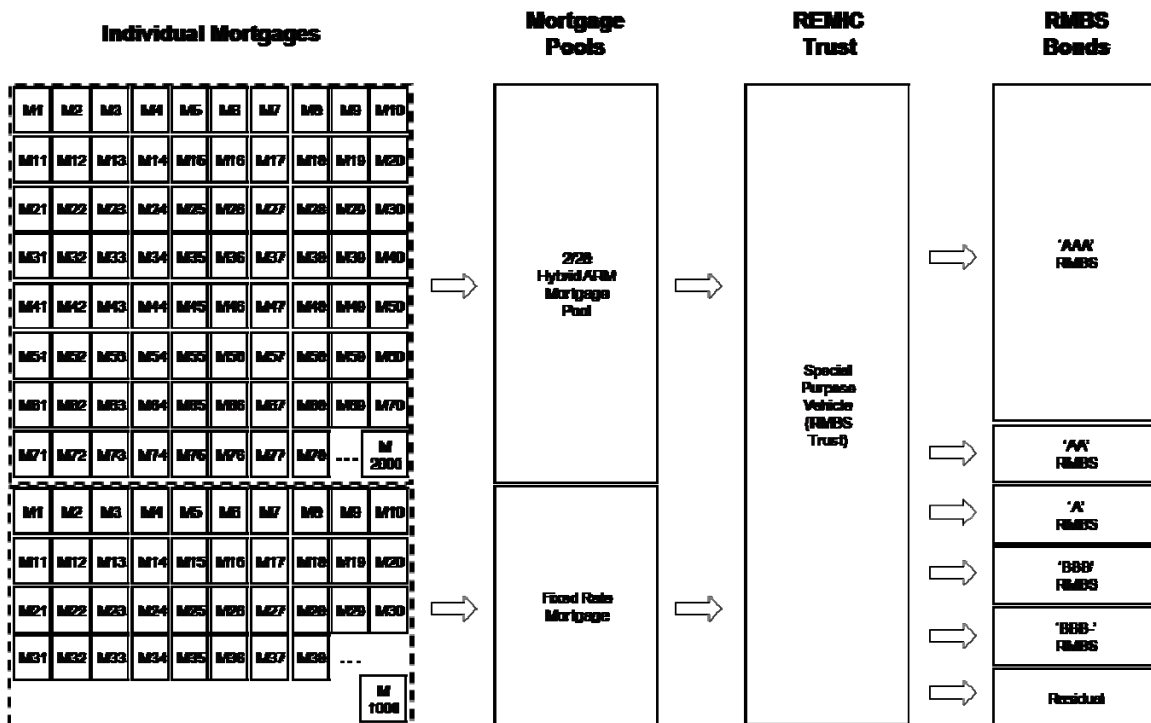 Individual Mortgages
Mortgage
Pools
REMIC
Trust
RMBS
Bonds
M1 M2 M3 M4 M5 M6 M7 M8 M9 M10
M11 M12 M13 M14 M15 M16 M17 M18 M19 M20
M21 M22 M23 M24 M25 M26 M27 M28 M29 M30
M31 M32 M33 M34 M35 M36 M37 M38 M39 M40
M41 M42 M43 M44 M45 M46 M47 M48 M49 M50
M51 M52 M53 M54 M55 M56 M57 M58 M59 M60
M61 M62 M63 M64 M65 M66 M67 M68 M69 M70
M71 M72 M73 M74 M75 M76 M77 M78 ... M
2000
M1 M2 M3 M4 M5 M6 M7 M8 M9 M10
M11 M12 M13 M14 M15 M16 M17 M18 M19 M20
M21 M22 M23 M24 M25 M26 M27 M28 M29 M30
M31 M32 M33 M34 M35 M36 M37 M38 ...
M
1000
2/28
Hybrid ARM
Mortgage
Pool
Fixed Rate
Mortgage
Special
Purpose
Vehicle
(RMBS
Trust)
'AAA'
RMBS
'AA'
RMBS
'A'
RMBS
'BBB'
RMBS
'BBB-'
RMBS
Residual